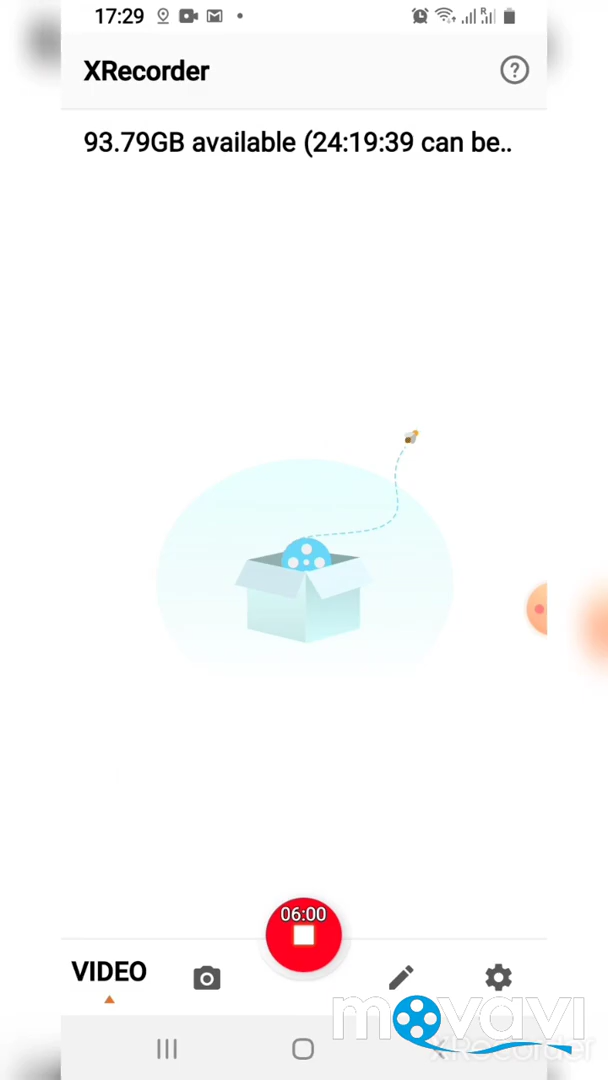 17:29
XRecorder
93.79GB available (24:19:39 can be..
06:00
VIDEO
movavi
XRecorder